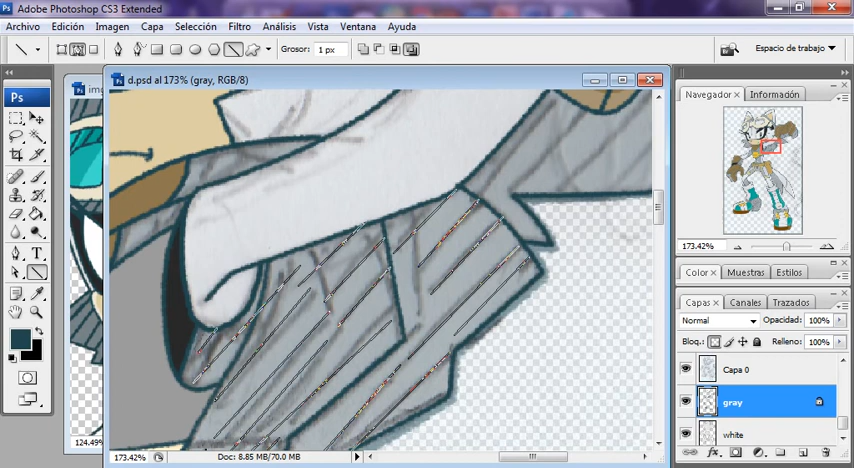 Adobe Photoshop CS3 Extended
Archivo Edición Imagen Capa Selección Filtro Análisis Vista Ventana Ayuda
Grosor: 1 px
Espacio de trabajo
Ps
img
d.psd al 173% (gray, RGB/8)
124.49
173.42%
Doc: 8.85 MB/70.0 MB
Navegador Información
173.42%
Color Muestras Estilos
Capas Canales Trazados
Normal
Opacidad: 100%
Bloq.:
Relleno: 100%
Capa 0
gray
white
T